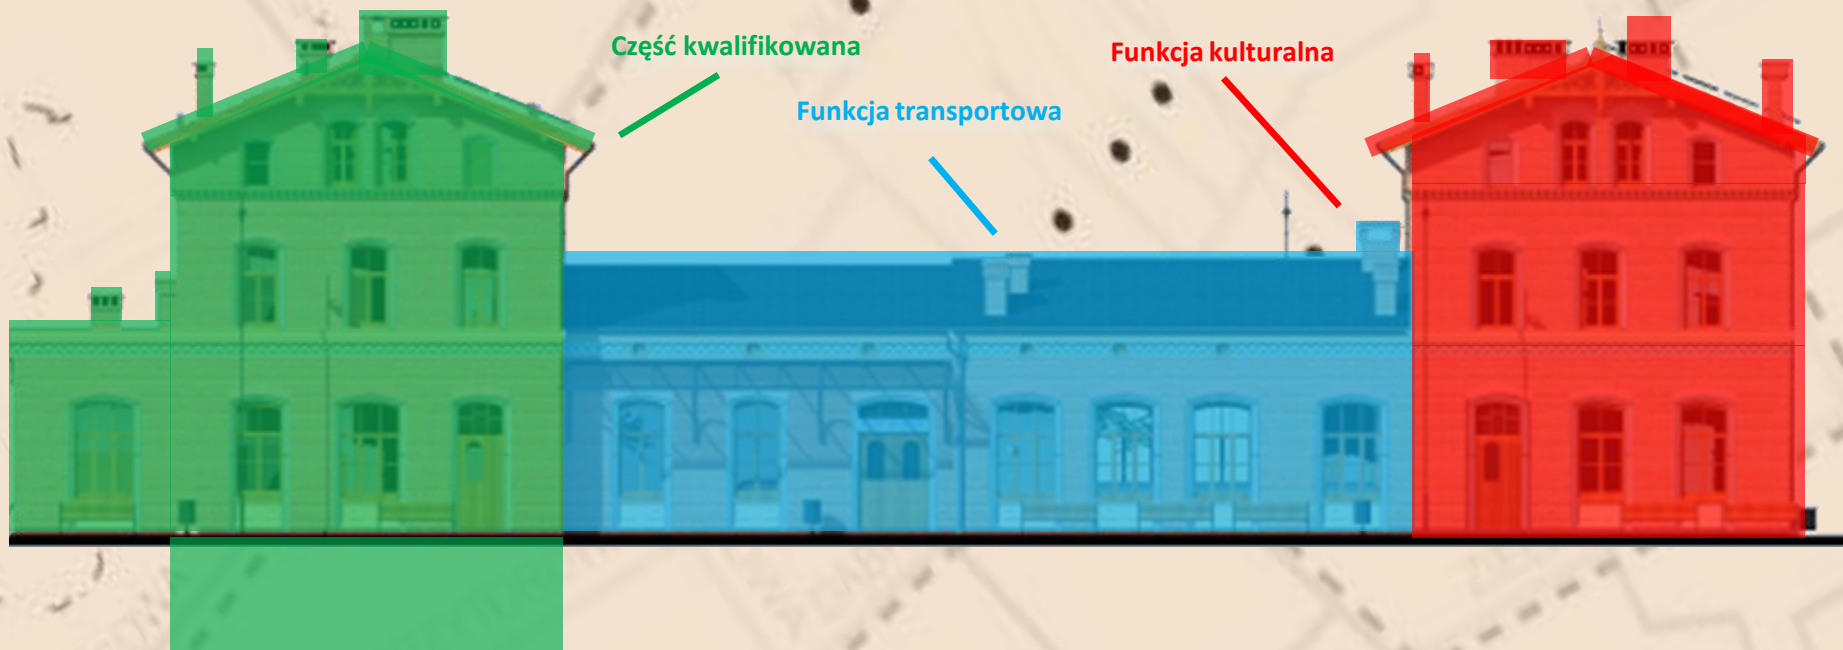 Część kwalifikowana
Funkcja transportowa
Funkcja kulturalna